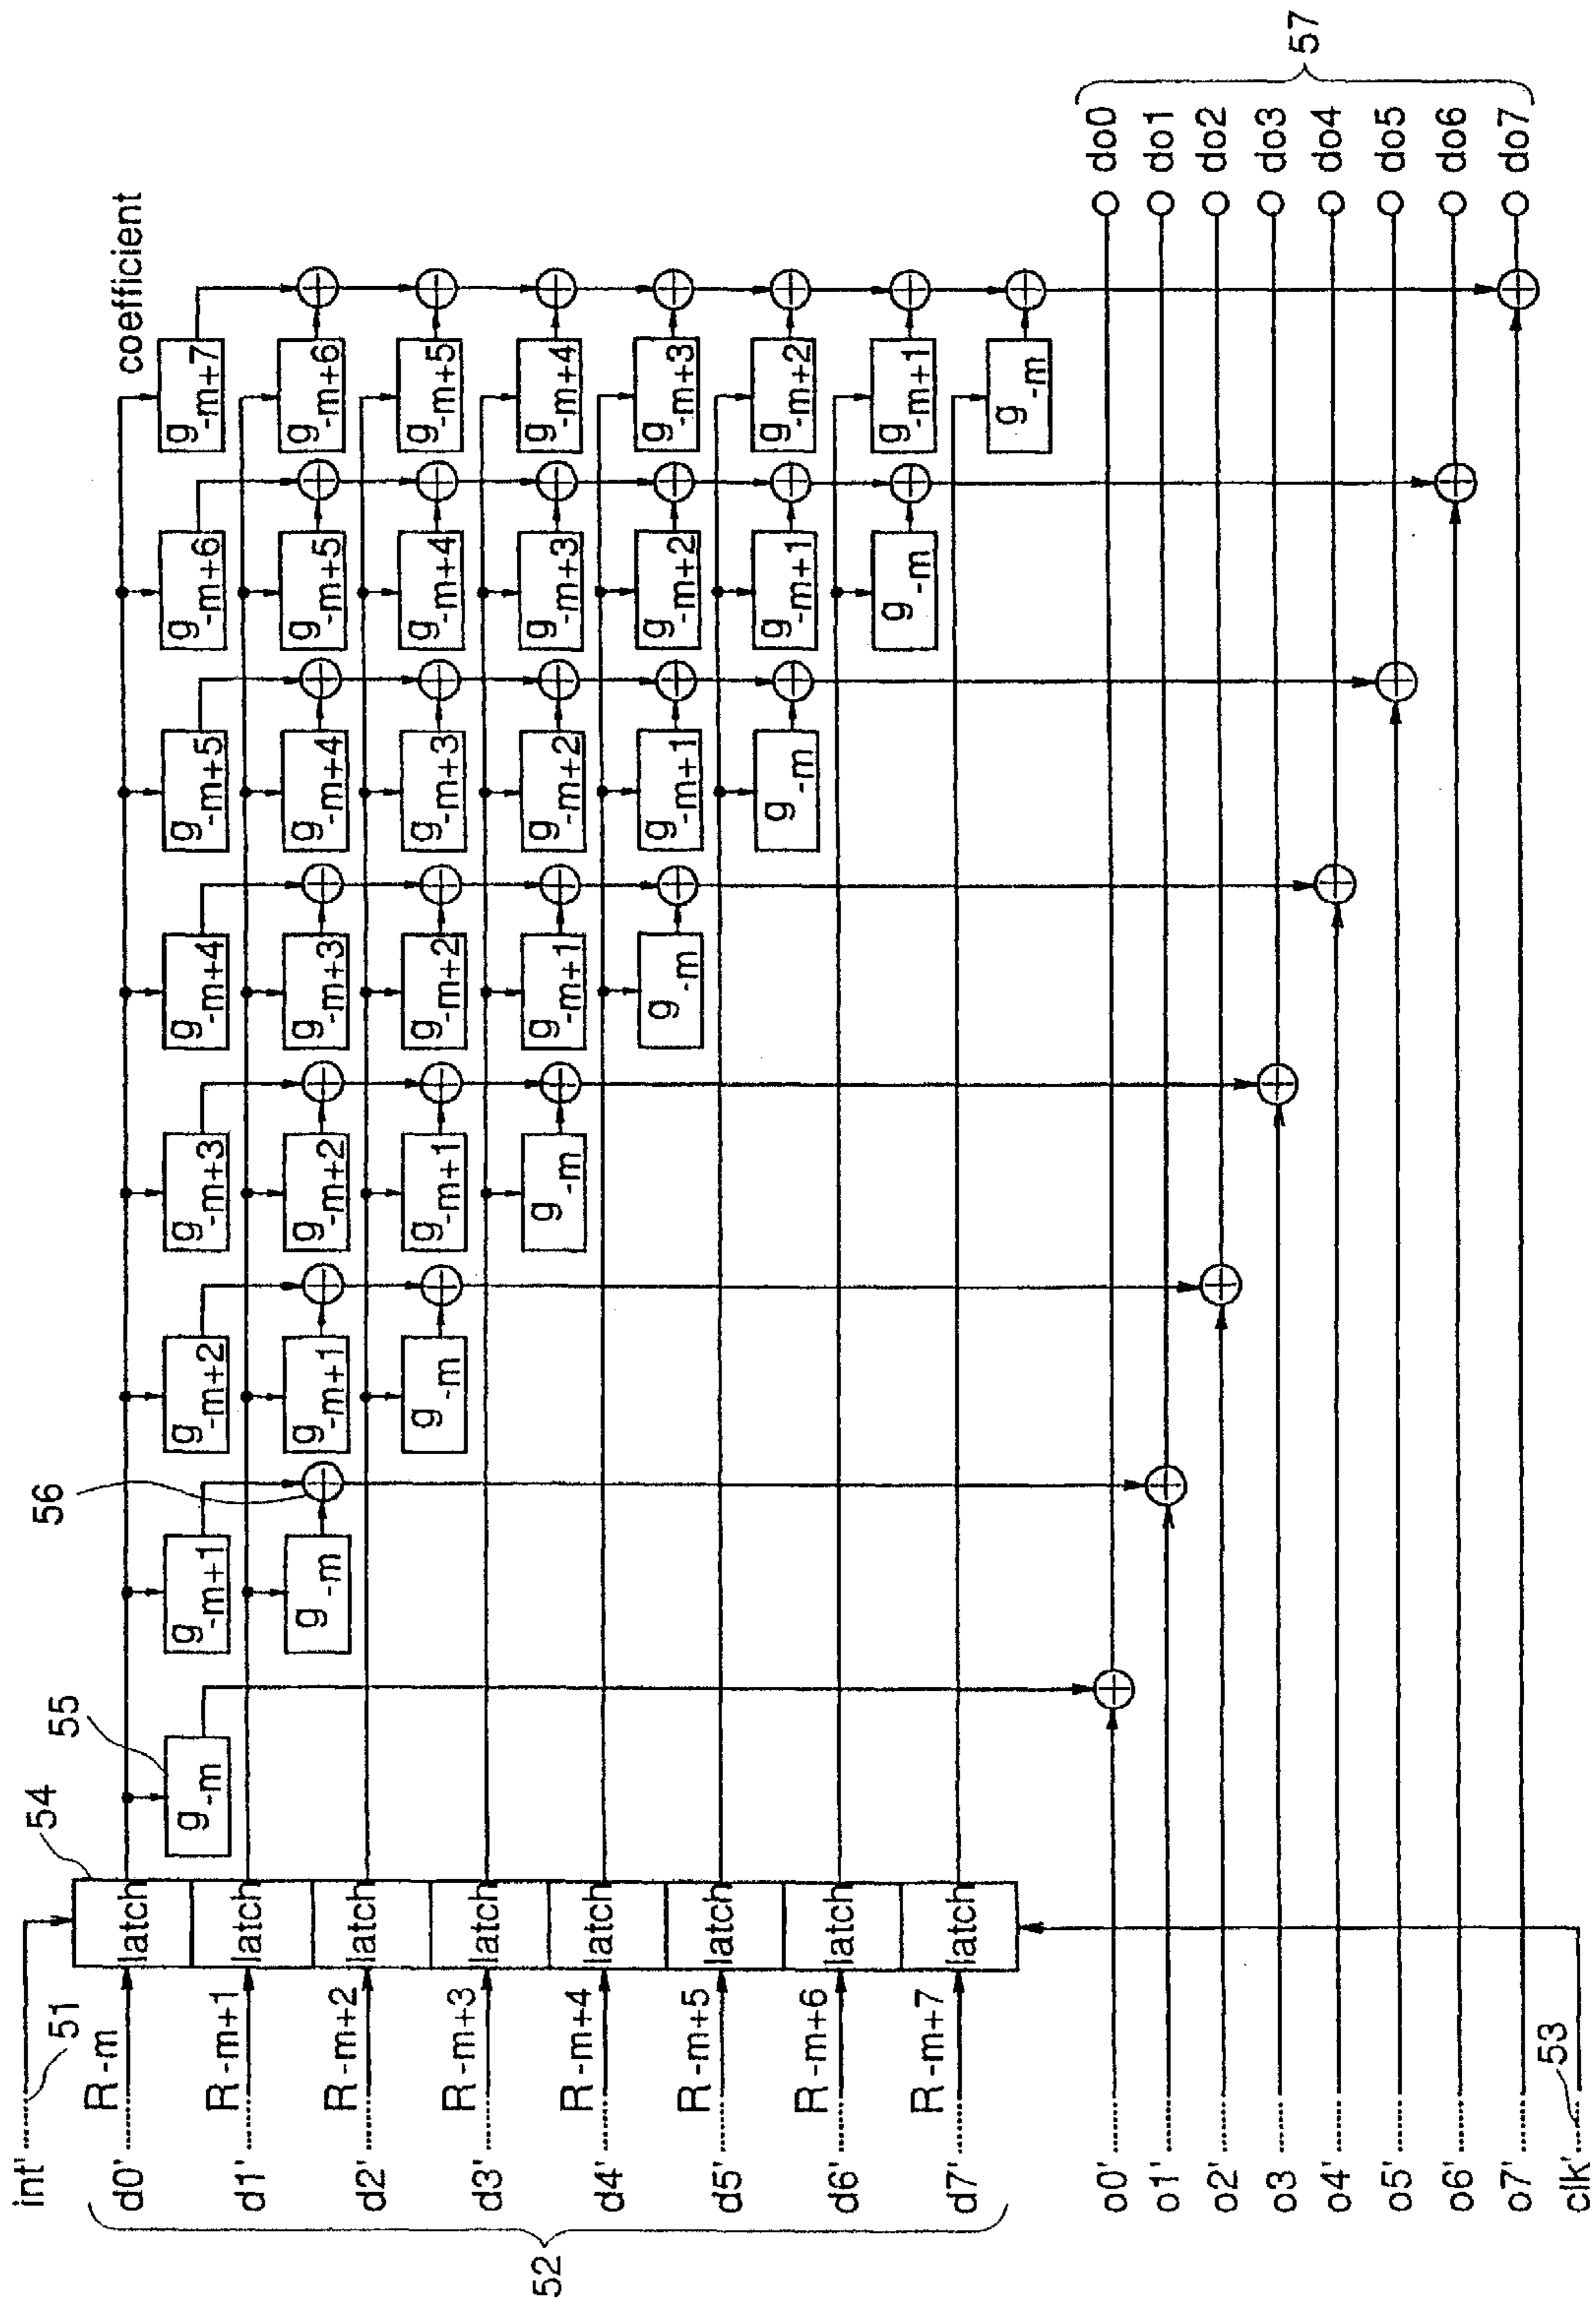 int'
51
54
55
56
coefficient
d0'
R-m
latch
g-m
g-m+1
g-m+2
g-m+3
g-m+4
g-m+5
g-m+6
g-m+7
d1'
R-m+1
latch
g-m
g-m+1
g-m+2
g-m+3
g-m+4
g-m+5
g-m+6
d2'
R-m+2
latch
g-m
g-m+1
g-m+2
g-m+3
g-m+4
g-m+5
d3'
R-m+3
latch
g-m
g-m+1
g-m+2
g-m+3
g-m+4
52
d4'
R-m+4
latch
g-m
g-m+1
g-m+2
g-m+3
d5'
R-m+5
latch
g-m
g-m+1
g-m+2
d6'
R-m+6
latch
g-m
g-m+1
d7'
R-m+7
latch
g-m
o0'
do0
o1'
do1
o2'
do2
o3
do3
57
o4'
do4
o5'
do5
o6'
do6
o7'
do7
clk'
53